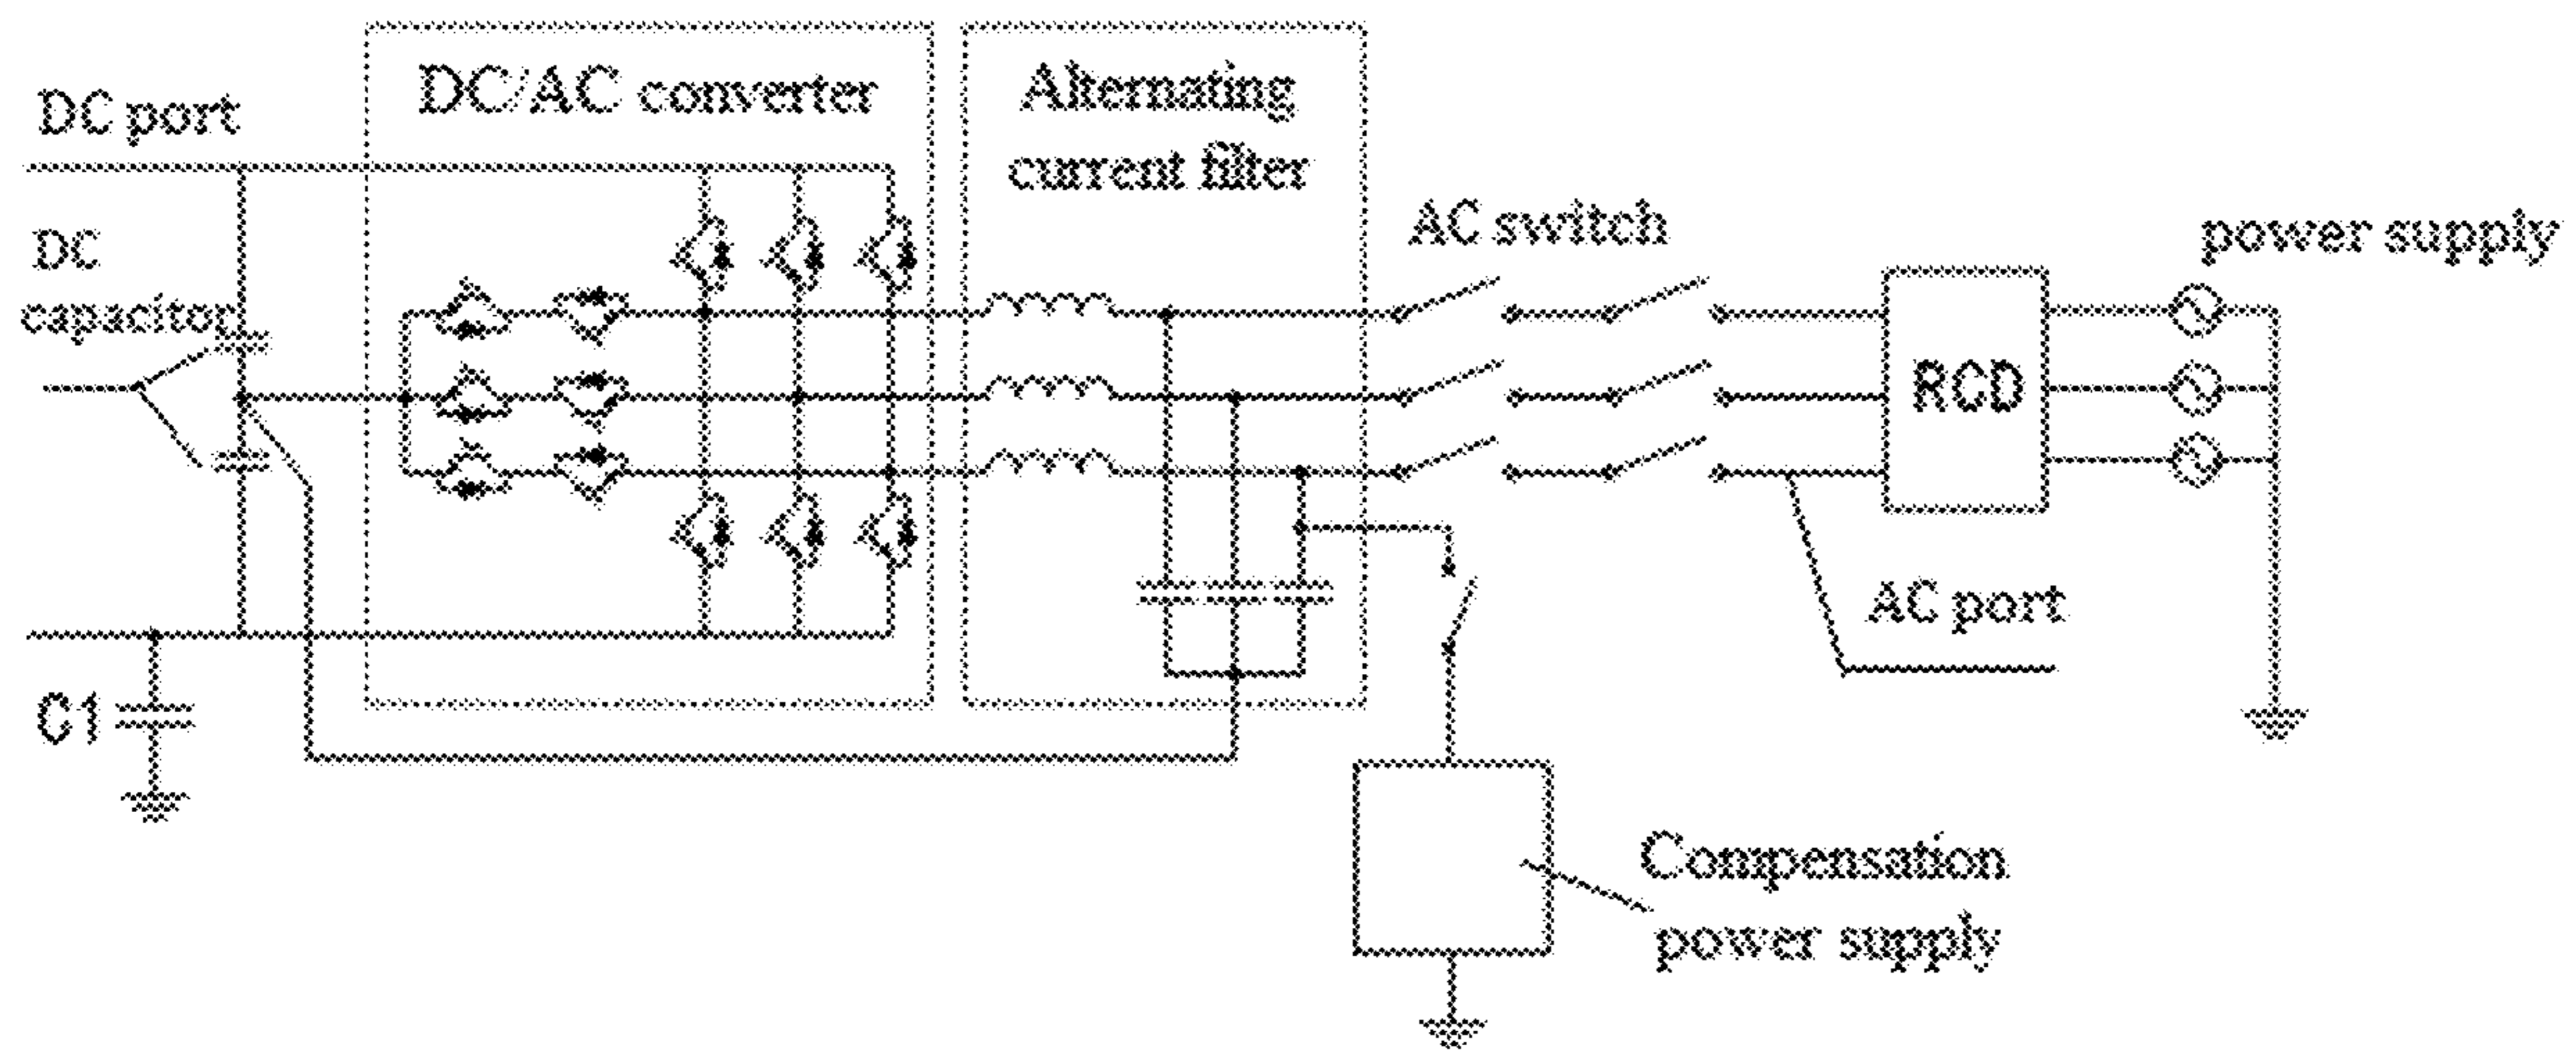 DC port
DC/AC converter
Alternating
current filter
DC
capacitor
AC switch
power supply
RCD
AC port
C1
Compensation
power supply